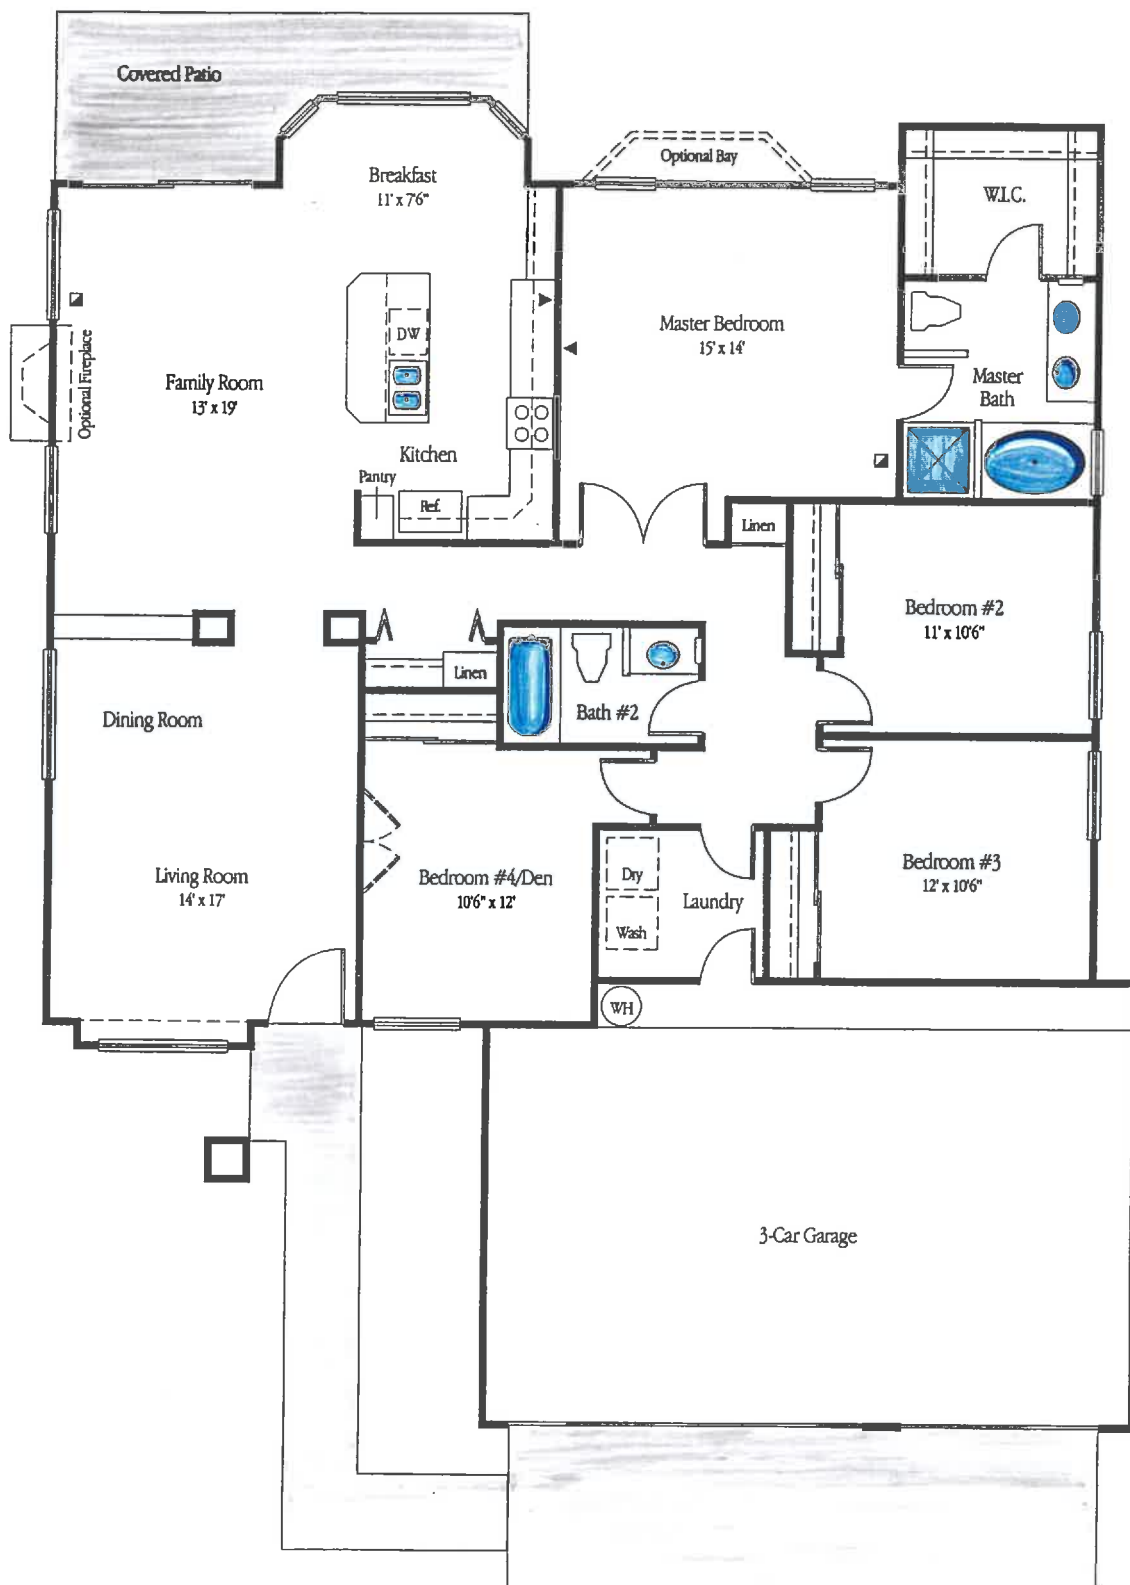 Covered Patio
Breakfast
11' x 7'6"
Optional Bay
W.I.C.
Master Bedroom
15' x 14'
DW
Optional Fireplace
Family Room
13' x 19'
Master
Bath
Kitchen
Pantry
Ref.
Linen
Bedroom #2
11' x 10'6"
Linen
Bath #2
Dining Room
Living Room
14' x 17'
Bedroom #4/Den
10'6" x 12'
Dry
Wash
Laundry
Bedroom #3
12' x 10'6"
WH
3-Car Garage